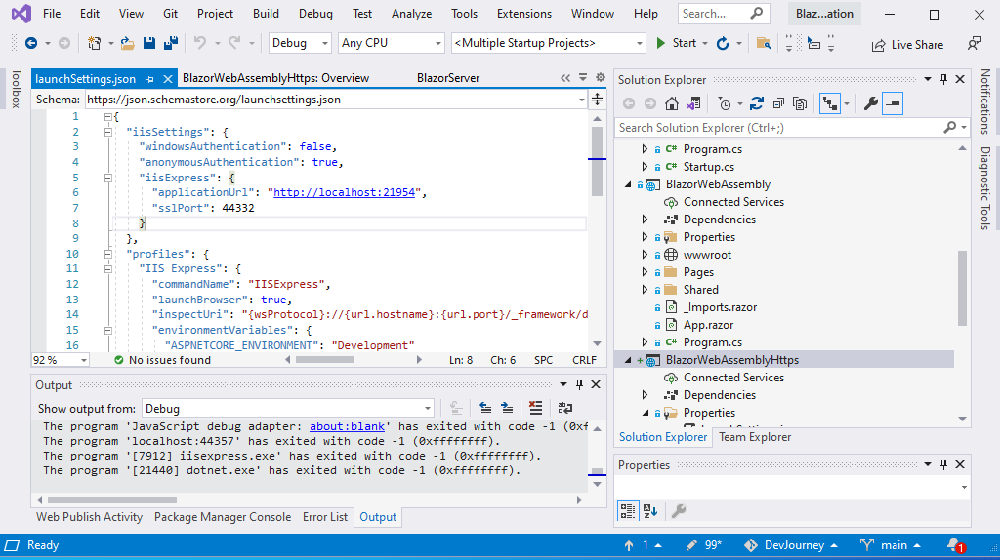 File Edit View Git Project Build Debug Test Analyze Tools Extensions Window Help Search... Blaz...ation
Debug Any CPU <Multiple Startup Projects> Start Live Share
Toolbox
launchSettings.json BlazorWebAssemblyHttps: Overview BlazorServer
Schema: https://json.schemastore.org/launchsettings.json
1 {
2 "iisSettings": {
3 "windowsAuthentication": false,
4 "anonymousAuthentication": true,
5 "iisExpress": {
6 "applicationUrl": "http://localhost:21954",
7 "sslPort": 44332
8 }
9 },
10 "profiles": {
11 "IIS Express": {
12 "commandName": "IISExpress",
13 "launchBrowser": true,
14 "inspectUri": "{wsProtocol}://{url.hostname}:{url.port}/_framework/d
15 "environmentVariables": {
16 "ASPNETCORE_ENVIRONMENT": "Development"
92 % No issues found Ln: 8 Ch: 6 SPC CRLF
Output
Show output from: Debug
The program 'JavaScript debug adapter: about:blank' has exited with code -1 (0xf
The program 'localhost:44357' has exited with code -1 (0xffffffff).
The program '[7912] iisexpress.exe' has exited with code -1 (0xffffffff).
The program '[21440] dotnet.exe' has exited with code -1 (0xffffffff).
Web Publish Activity Package Manager Console Error List Output
Solution Explorer
Search Solution Explorer (Ctrl+;)
C# Program.cs
C# Startup.cs
BlazorWebAssembly
Connected Services
Dependencies
Properties
wwwroot
Pages
Shared
_Imports.razor
App.razor
C# Program.cs
BlazorWebAssemblyHttps
Connected Services
Dependencies
Properties
Solution Explorer Team Explorer
Properties
Notifications
Diagnostic Tools
Ready 1 99* DevJourney main 1